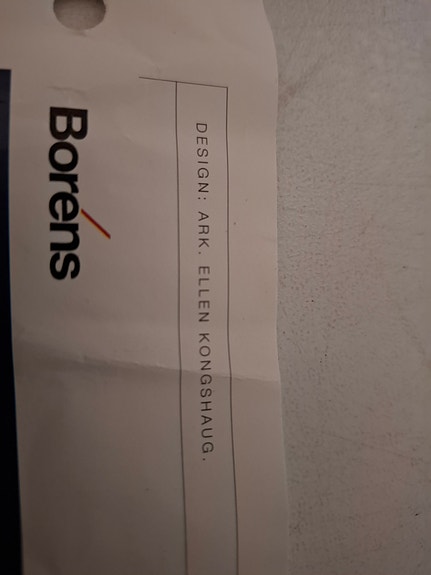 DESIGN: ARK. ELLEN KONGSHAUG.
Boréns